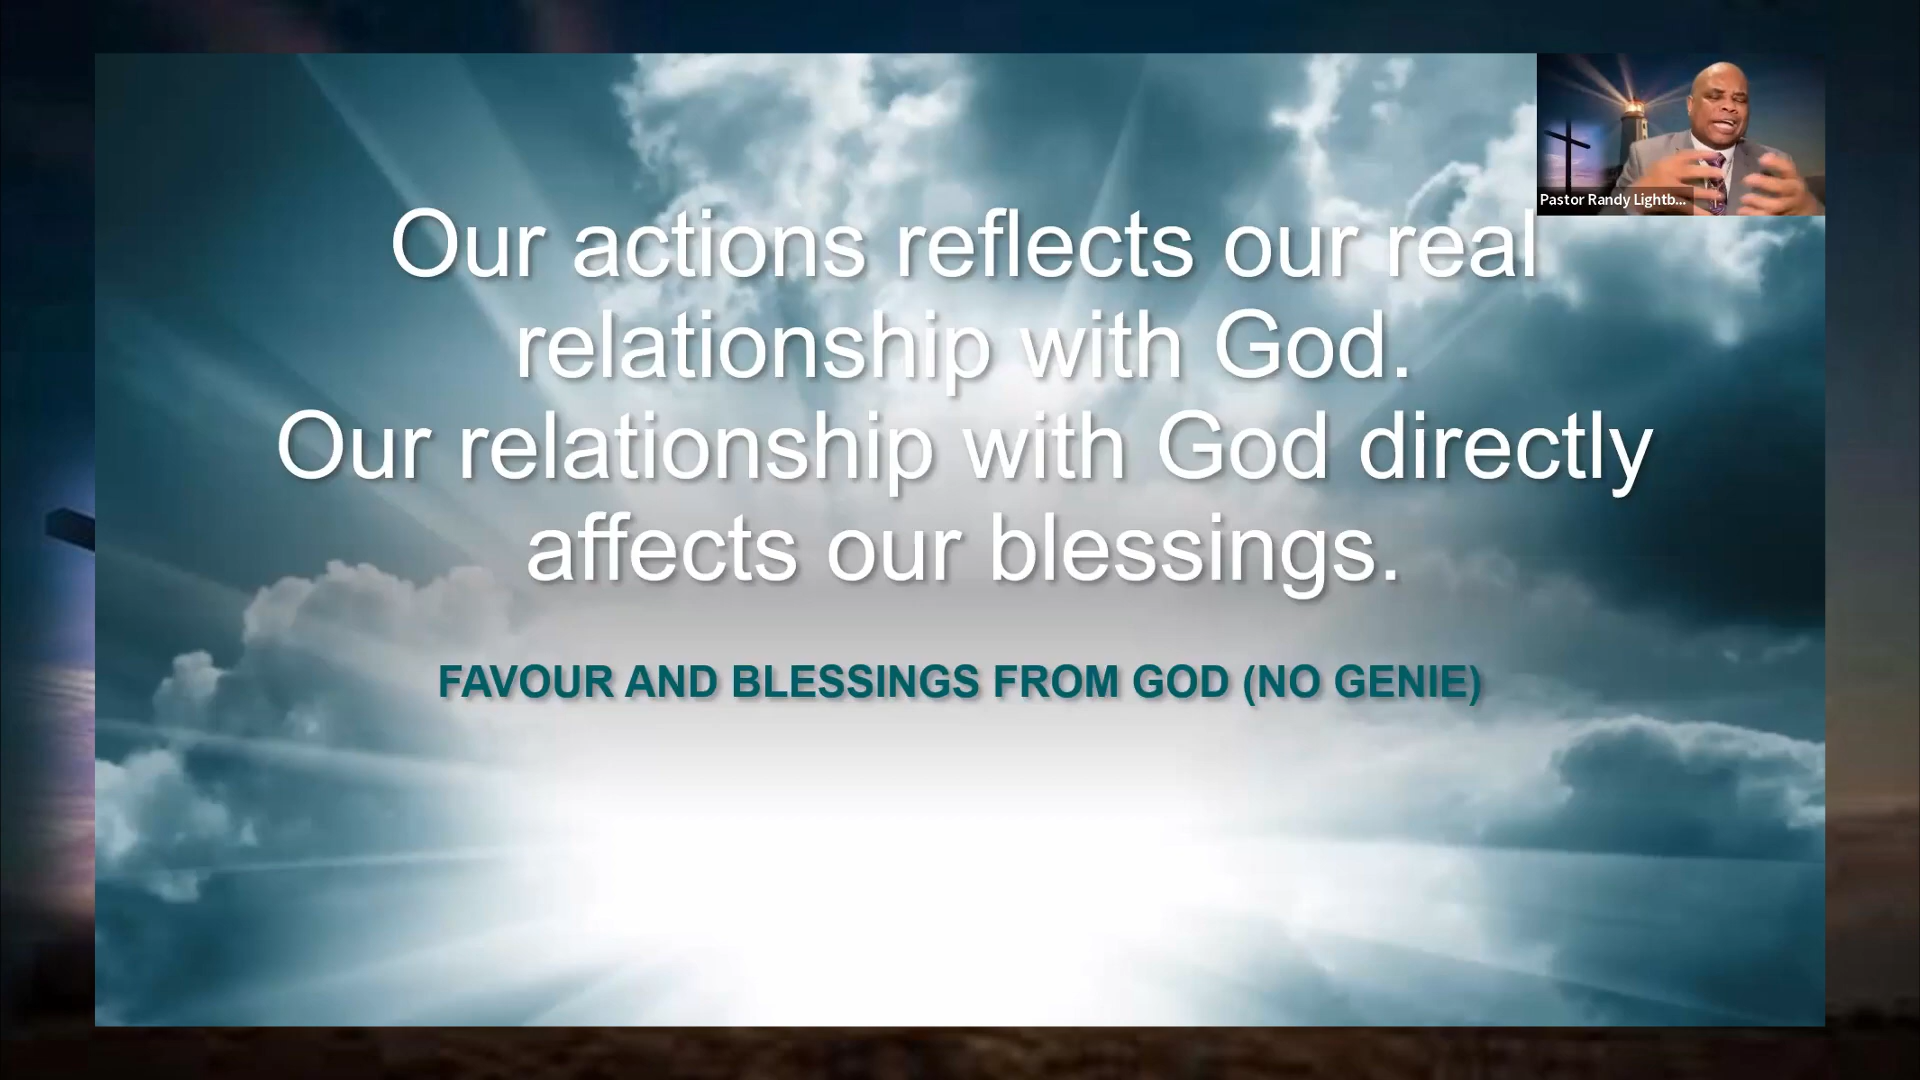 Pastor Randy Lightb...
Our actions reflects our real
relationship with God.
Our relationship with God directly
affects our blessings.
FAVOUR AND BLESSINGS FROM GOD (NO GENIE)